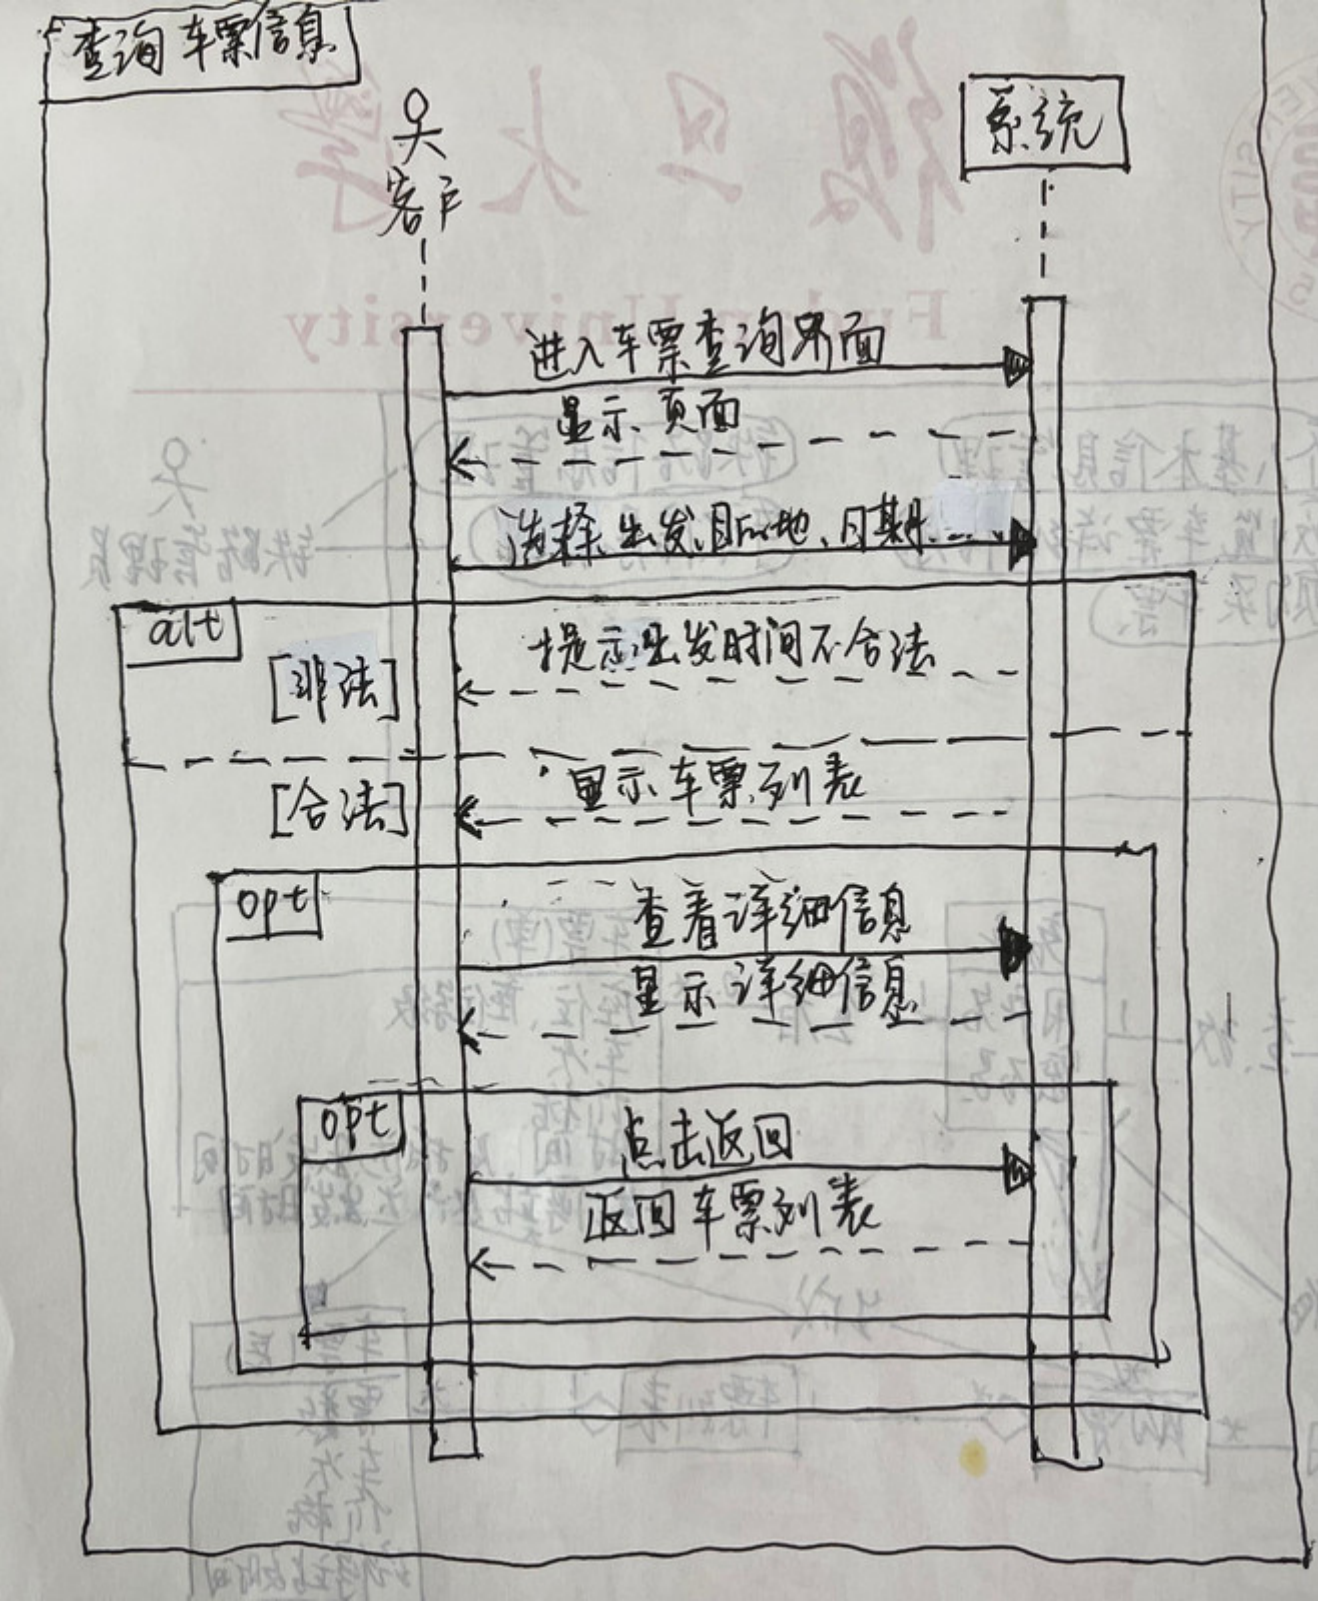 查询车票信息
系统
客户
进入车票查询界面
显示页面
选择出发、目的地、日期
alt
提示出发时间不合法
[非法]
显示车票列表
[合法]
opt
查看详细信息
显示详细信息
opt
点击返回
返回车票列表